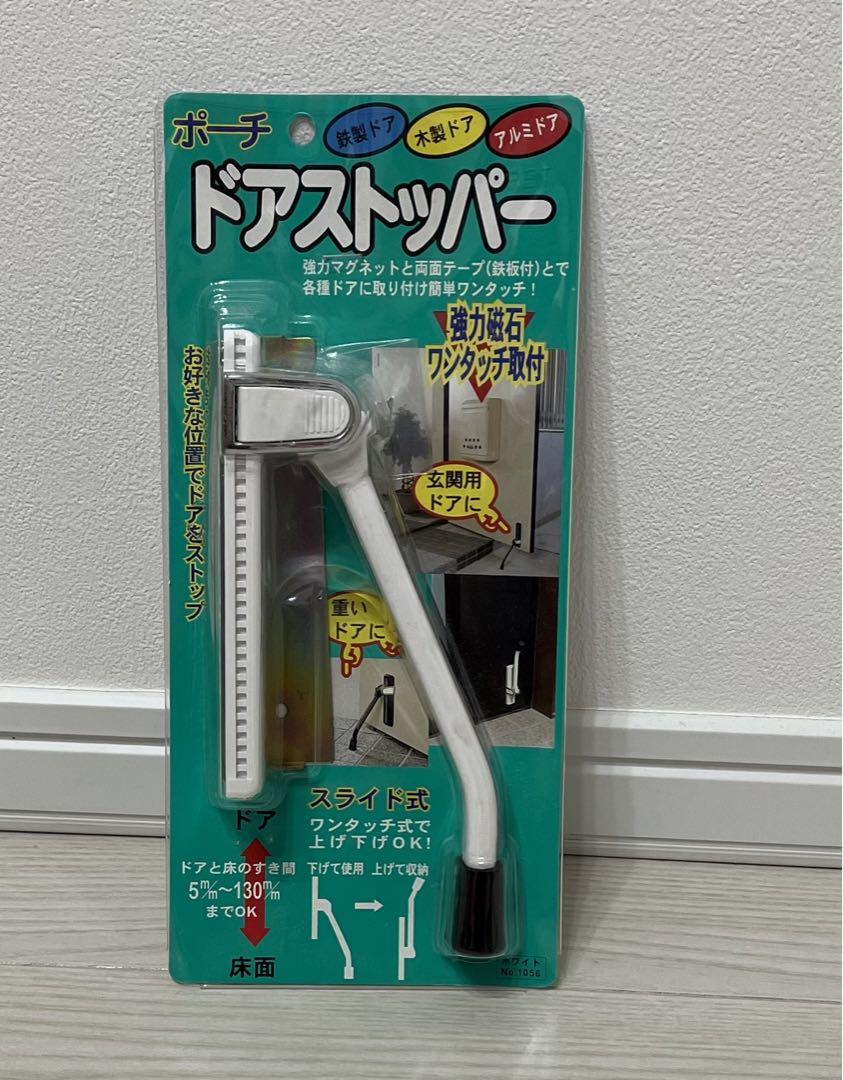 ポーチ
鉄製ドア
木製ドア
アルミドア
ドアストッパー
強力マグネットと両面テープ(鉄板付)とで
各種ドアに取り付け簡単ワンタッチ!
強力磁石
ワンタッチ取付
お好きな位置でドアをストップ
玄関用
ドアに
重い
ドアに
スライド式
ワンタッチ式で
上げ下げOK!
ドア
ドアと床のすき間
5m/m~130m/m
までOK
床面
下げて使用 上げて収納
ホワイト
No.1056